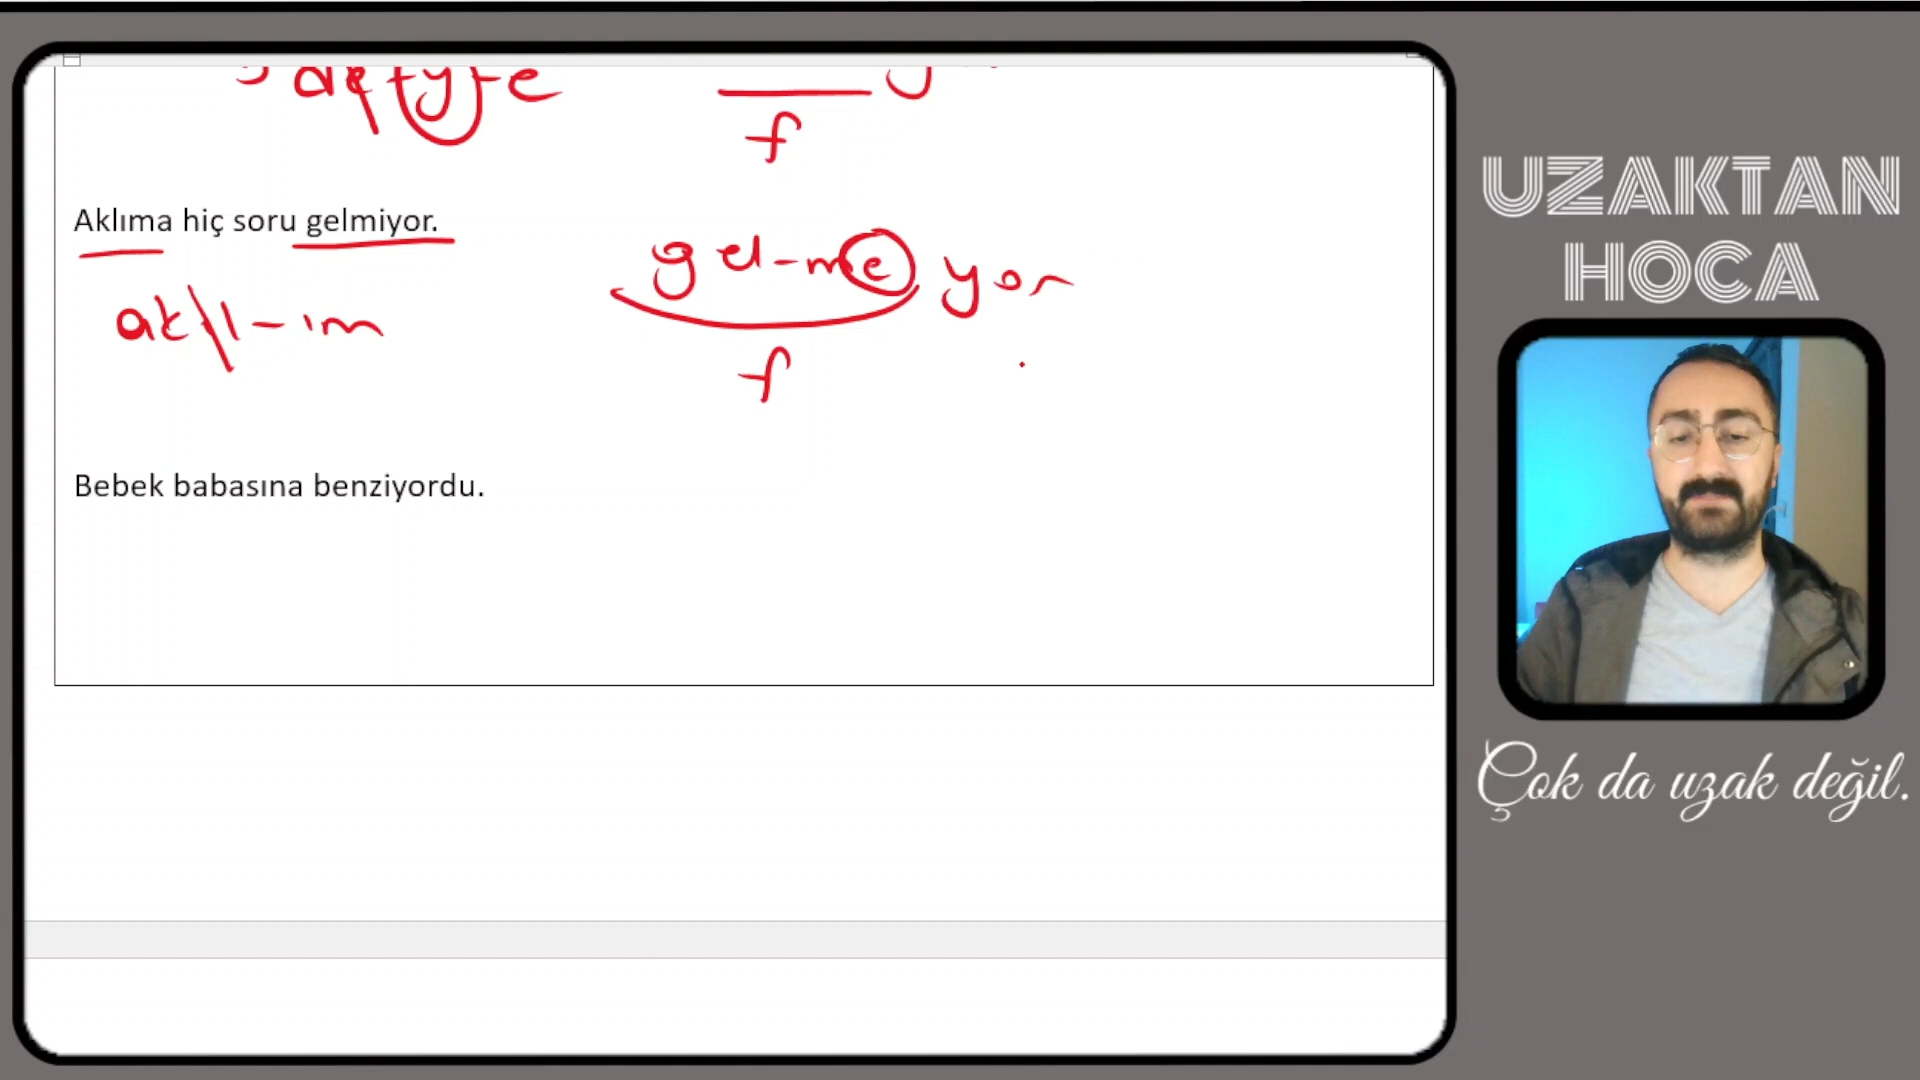 f
Aklıma hiç soru gelmiyor.
gel-me yor
akıl-ım
f
Bebek babasına benziyordu.
UZAKTAN
HOCA
Çok da uzak değil.